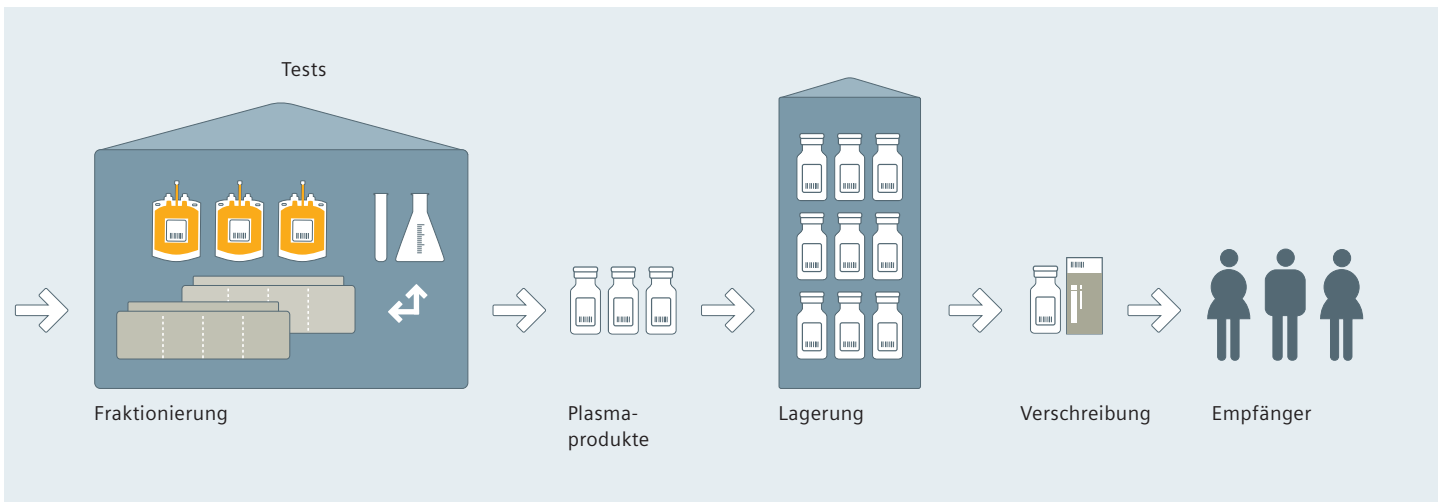 Tests
Fraktionierung
Plasma-
produkte
Lagerung
Verschreibung
Empfänger